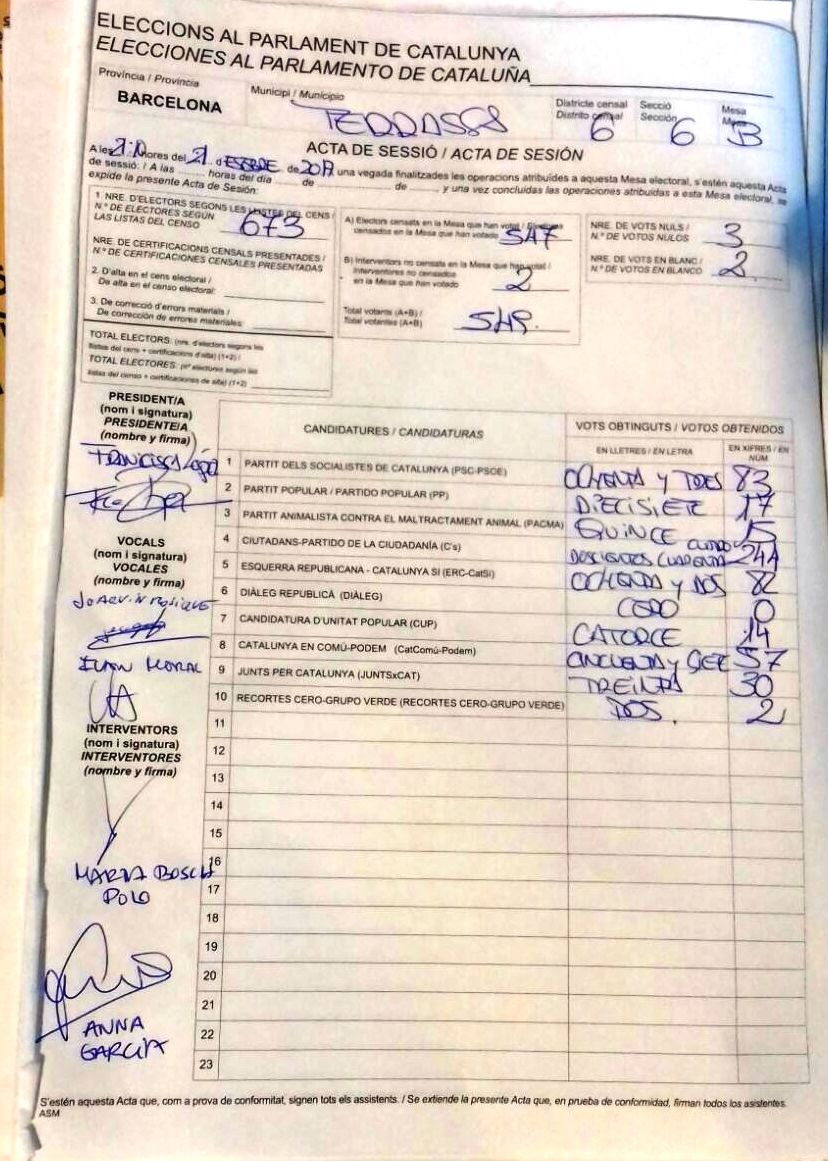 ELECCIONS AL PARLAMENT DE CATALUNYA
ELECCIONES AL PARLAMENTO DE CATALUÑA
Província / Provincia
BARCELONA
Municipi / Municipio
TERRASSA
Districte censal
Distrito censal
6
Secció
Sección
6
Mesa
Mesa
B
ACTA DE SESSIÓ / ACTA DE SESIÓN
A les hores del 21 d de 2017 una vegada finalitzades les operacions atribuïdes a aquesta Mesa electoral, s'estén aquesta Acta
de sessió: / A las ........ horas del día ........ de ........ de ........ y una vez concluidas las operaciones atribuidas a esta Mesa electoral, se
expide la presente Acta de Sesión:
1. NRE. D'ELECTORS SEGONS LES LLISTES DEL CENS /
N.º DE ELECTORES SEGÚN
LAS LISTAS DEL CENSO
673
NRE. DE CERTIFICACIONS CENSALS PRESENTADES /
N.º DE CERTIFICACIONES CENSALES PRESENTADAS
2. D'alta en el cens electoral /
De alta en el censo electoral:
3. De correcció d'errors materials /
De corrección de errores materiales:
TOTAL ELECTORS: (nre. d'electors segons les
llistes del cens + certificacions d'alta) (1+2) /
TOTAL ELECTORES: (nº electores según las
listas del censo + certificaciones de alta) (1+2)
A) Electors censats en la Mesa que han votat / Electores
censados en la Mesa que han votado
547
B) Interventors no censats en la Mesa que han votat /
Interventores no censados
en la Mesa que han votado
2
Total votants (A+B) /
Total votantes (A+B)
549.
NRE. DE VOTS NULS /
N.º DE VOTOS NULOS
3
NRE. DE VOTS EN BLANC /
N.º DE VOTOS EN BLANCO
2
PRESIDENT/A
(nom i signatura)
PRESIDENTE/A
(nombre y firma)
VOCALS
(nom i signatura)
VOCALES
(nombre y firma)
JOAQUIN
IVAN MORAL
INTERVENTORS
(nom i signatura)
INTERVENTORES
(nombre y firma)
MARTA BOSCH
POLO
ANNA
GARCIA
CANDIDATURES / CANDIDATURAS
VOTS OBTINGUTS / VOTOS OBTENIDOS
EN LLETRES / EN LETRA
EN XIFRES / EN NÚM
1 PARTIT DELS SOCIALISTES DE CATALUNYA (PSC-PSOE) OCHENTA Y TRES 83
2 PARTIT POPULAR / PARTIDO POPULAR (PP) DIECISIETE 17
3 PARTIT ANIMALISTA CONTRA EL MALTRACTAMENT ANIMAL (PACMA) QUINCE 15
4 CIUTADANS-PARTIDO DE LA CIUDADANÍA (C's) DOSCIENTOS CUARENTA CUATRO 244
5 ESQUERRA REPUBLICANA - CATALUNYA SI (ERC-CatSí) OCHENTA Y DOS 82
6 DIÀLEG REPUBLICÀ (DIÀLEG) CERO 0
7 CANDIDATURA D'UNITAT POPULAR (CUP) CATORCE 14
8 CATALUNYA EN COMÚ-PODEM (CatComú-Podem) CINCUENTA Y SIETE 57
9 JUNTS PER CATALUNYA (JUNTSxCAT) TREINTA 30
10 RECORTES CERO-GRUPO VERDE (RECORTES CERO-GRUPO VERDE) DOS. 2
11
12
13
14
15
16
17
18
19
20
21
22
23
S'estén aquesta Acta que, com a prova de conformitat, signen tots els assistents. / Se extiende la presente Acta que, en prueba de conformidad, firman todos los asistentes.
ASM